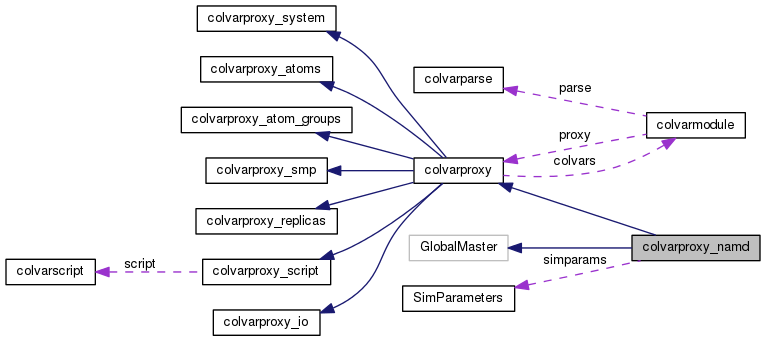 colvarproxy_system
colvarproxy_atoms
colvarparse
parse
colvarproxy_atom_groups
colvarmodule
proxy
colvars
colvarproxy_smp
colvarproxy
colvarproxy_replicas
GlobalMaster
colvarproxy_namd
simparams
script
colvarscript
colvarproxy_script
SimParameters
colvarproxy_io